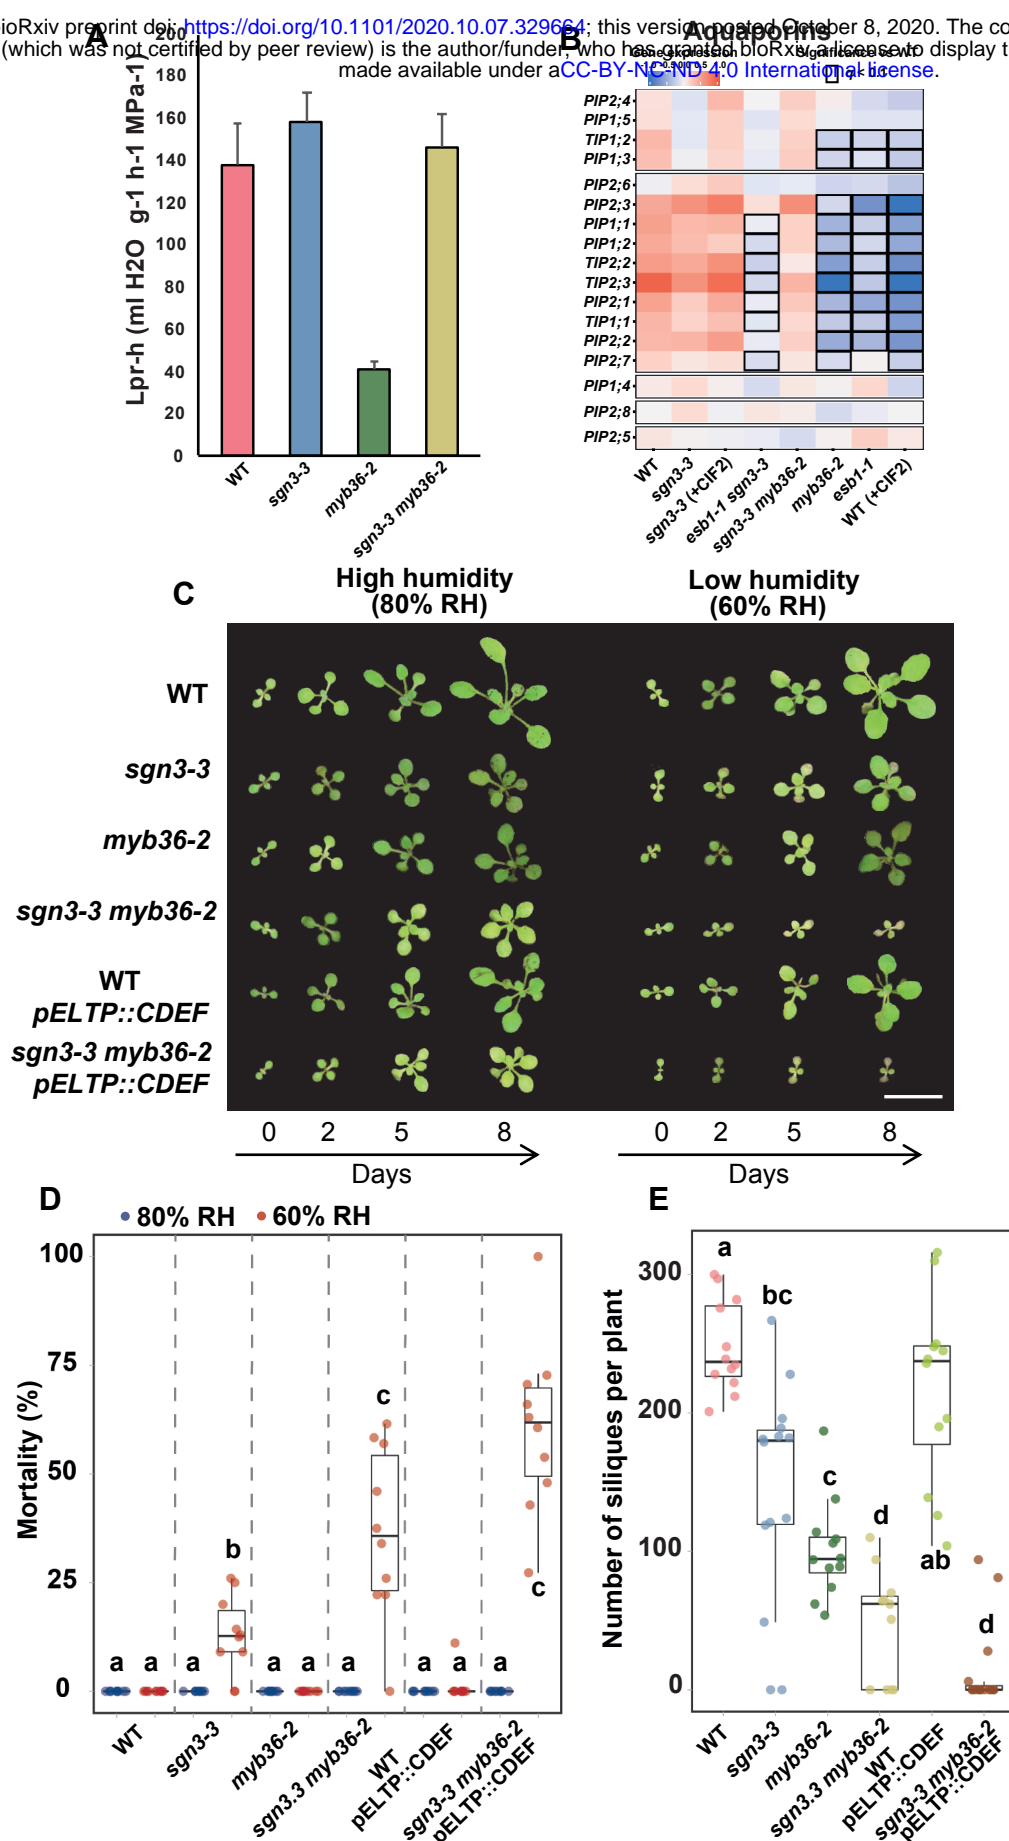 bioRxiv preprint doi: https://doi.org/10.1101/2020.10.07.329664; this version posted October 8, 2020. The co
(which was not certified by peer review) is the author/funder, who has granted bioRxiv a license to display t
made available under aCC-BY-NC-ND 4.0 International license.
A
Lpr-h (ml H2O g-1 h-1 MPa-1)
200
180
160
140
120
100
80
60
40
20
0
WT
sgn3-3
myb36-2
sgn3-3 myb36-2
B
Aquaporins
Gene expression
Significance vs WT
PIP2;4
PIP1;5
TIP1;2
PIP1;3
PIP2;6
PIP2;3
PIP1;1
PIP1;2
TIP2;2
TIP2;3
PIP2;1
TIP1;1
PIP2;2
PIP2;7
PIP1;4
PIP2;8
PIP2;5
WT
sgn3-3
sgn3-3 (+CIF2)
esb1-1 sgn3-3
sgn3-3 myb36-2
myb36-2
esb1-1
WT (+CIF2)
C
High humidity
(80% RH)
Low humidity
(60% RH)
WT
sgn3-3
myb36-2
sgn3-3 myb36-2
WT
pELTP::CDEF
sgn3-3 myb36-2
pELTP::CDEF
0 2 5 8
Days
0 2 5 8
Days
D
80% RH 60% RH
Mortality (%)
100
75
50
25
0
a a a b a a a c a a a c
WT
sgn3-3
myb36-2
sgn3.3 myb36-2
WT
pELTP::CDEF
sgn3-3 myb36-2
pELTP::CDEF
E
Number of siliques per plant
300
200
100
0
a bc c d ab d
WT
sgn3-3
myb36-2
sgn3.3 myb36-2
WT
pELTP::CDEF
sgn3-3 myb36-2
pELTP::CDEF